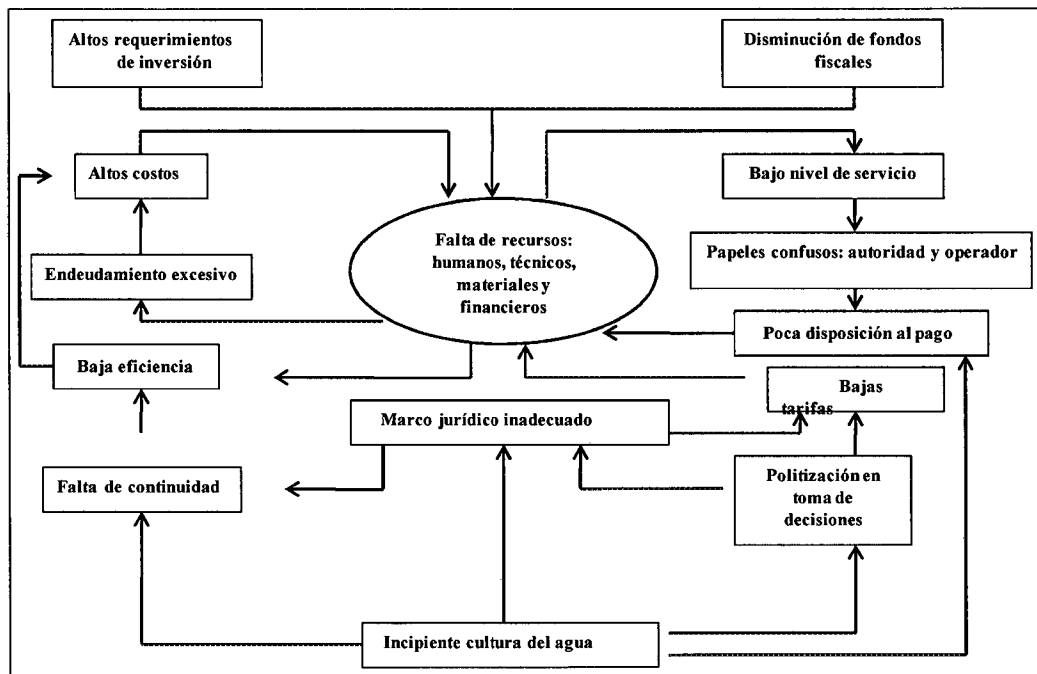 Altos requerimientos
de inversión
Disminución de fondos
fiscales
Altos costos
Bajo nivel de servicio
Falta de recursos:
humanos, técnicos,
materiales y
financieros
Papeles confusos: autoridad y operador
Endeudamiento excesivo
Poca disposición al pago
Baja eficiencia
Bajas
tarifas
Marco jurídico inadecuado
Falta de continuidad
Politización en
toma de
decisiones
Incipiente cultura del agua